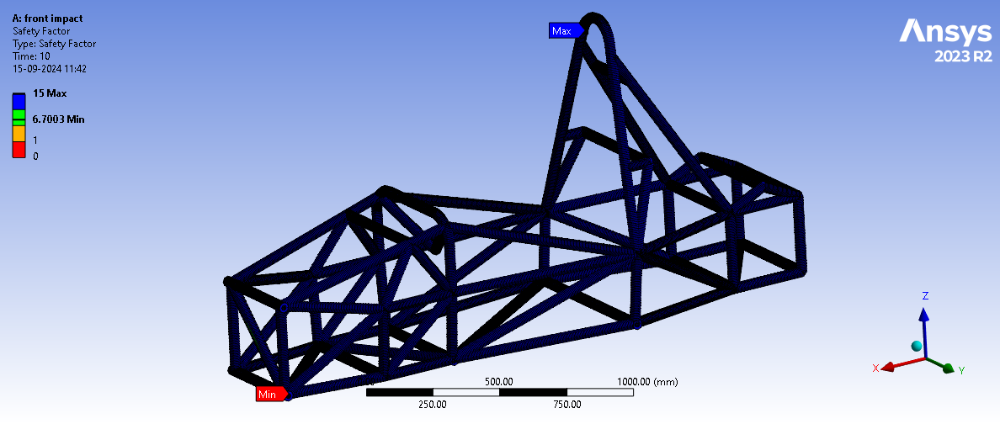 A: front impact
Safety Factor
Type: Safety Factor
Time: 10
15-09-2024 11:42
15 Max
6.7003 Min
1
0
Max
Ansys
2023 R2
Min
500.00
1000.00 (mm)
250.00
750.00
Z
X
Y